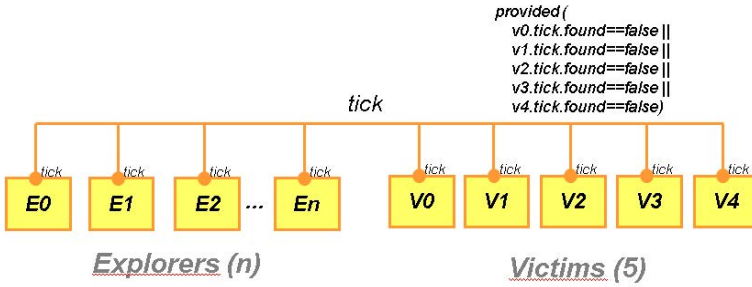 provided (
v0.tick.found==false ||
v1.tick.found==false ||
v2.tick.found==false ||
v3.tick.found==false ||
v4.tick.found==false)
tick
tick tick tick tick tick tick tick tick tick
E0 E1 E2 ... En V0 V1 V2 V3 V4
Explorers (n) Victims (5)